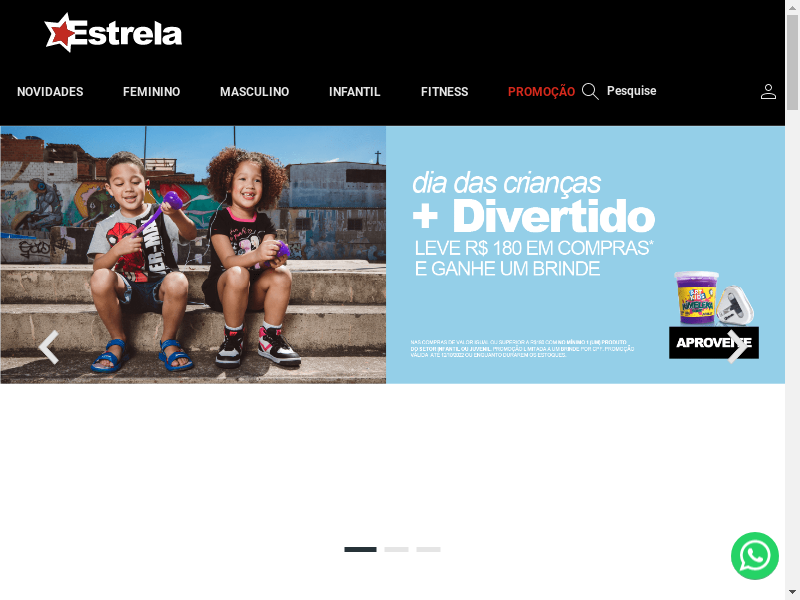 Estrela
NOVIDADES
FEMININO
MASCULINO
INFANTIL
FITNESS
PROMOÇÃO
Pesquise
dia das crianças
+ Divertido
LEVE R$ 180 EM COMPRAS*
E GANHE UM BRINDE
APROVEITE
NAS COMPRAS DE VALOR IGUAL OU SUPERIOR A R$180 COM NO MÍNIMO 1 (UM) PRODUTO
DO SETOR INFANTIL OU JUVENIL. PROMOÇÃO LIMITADA A UM BRINDE POR CPF. PROMOÇÃO
VÁLIDA ATÉ 12/10/2022 OU ENQUANTO DURAREM OS ESTOQUES.